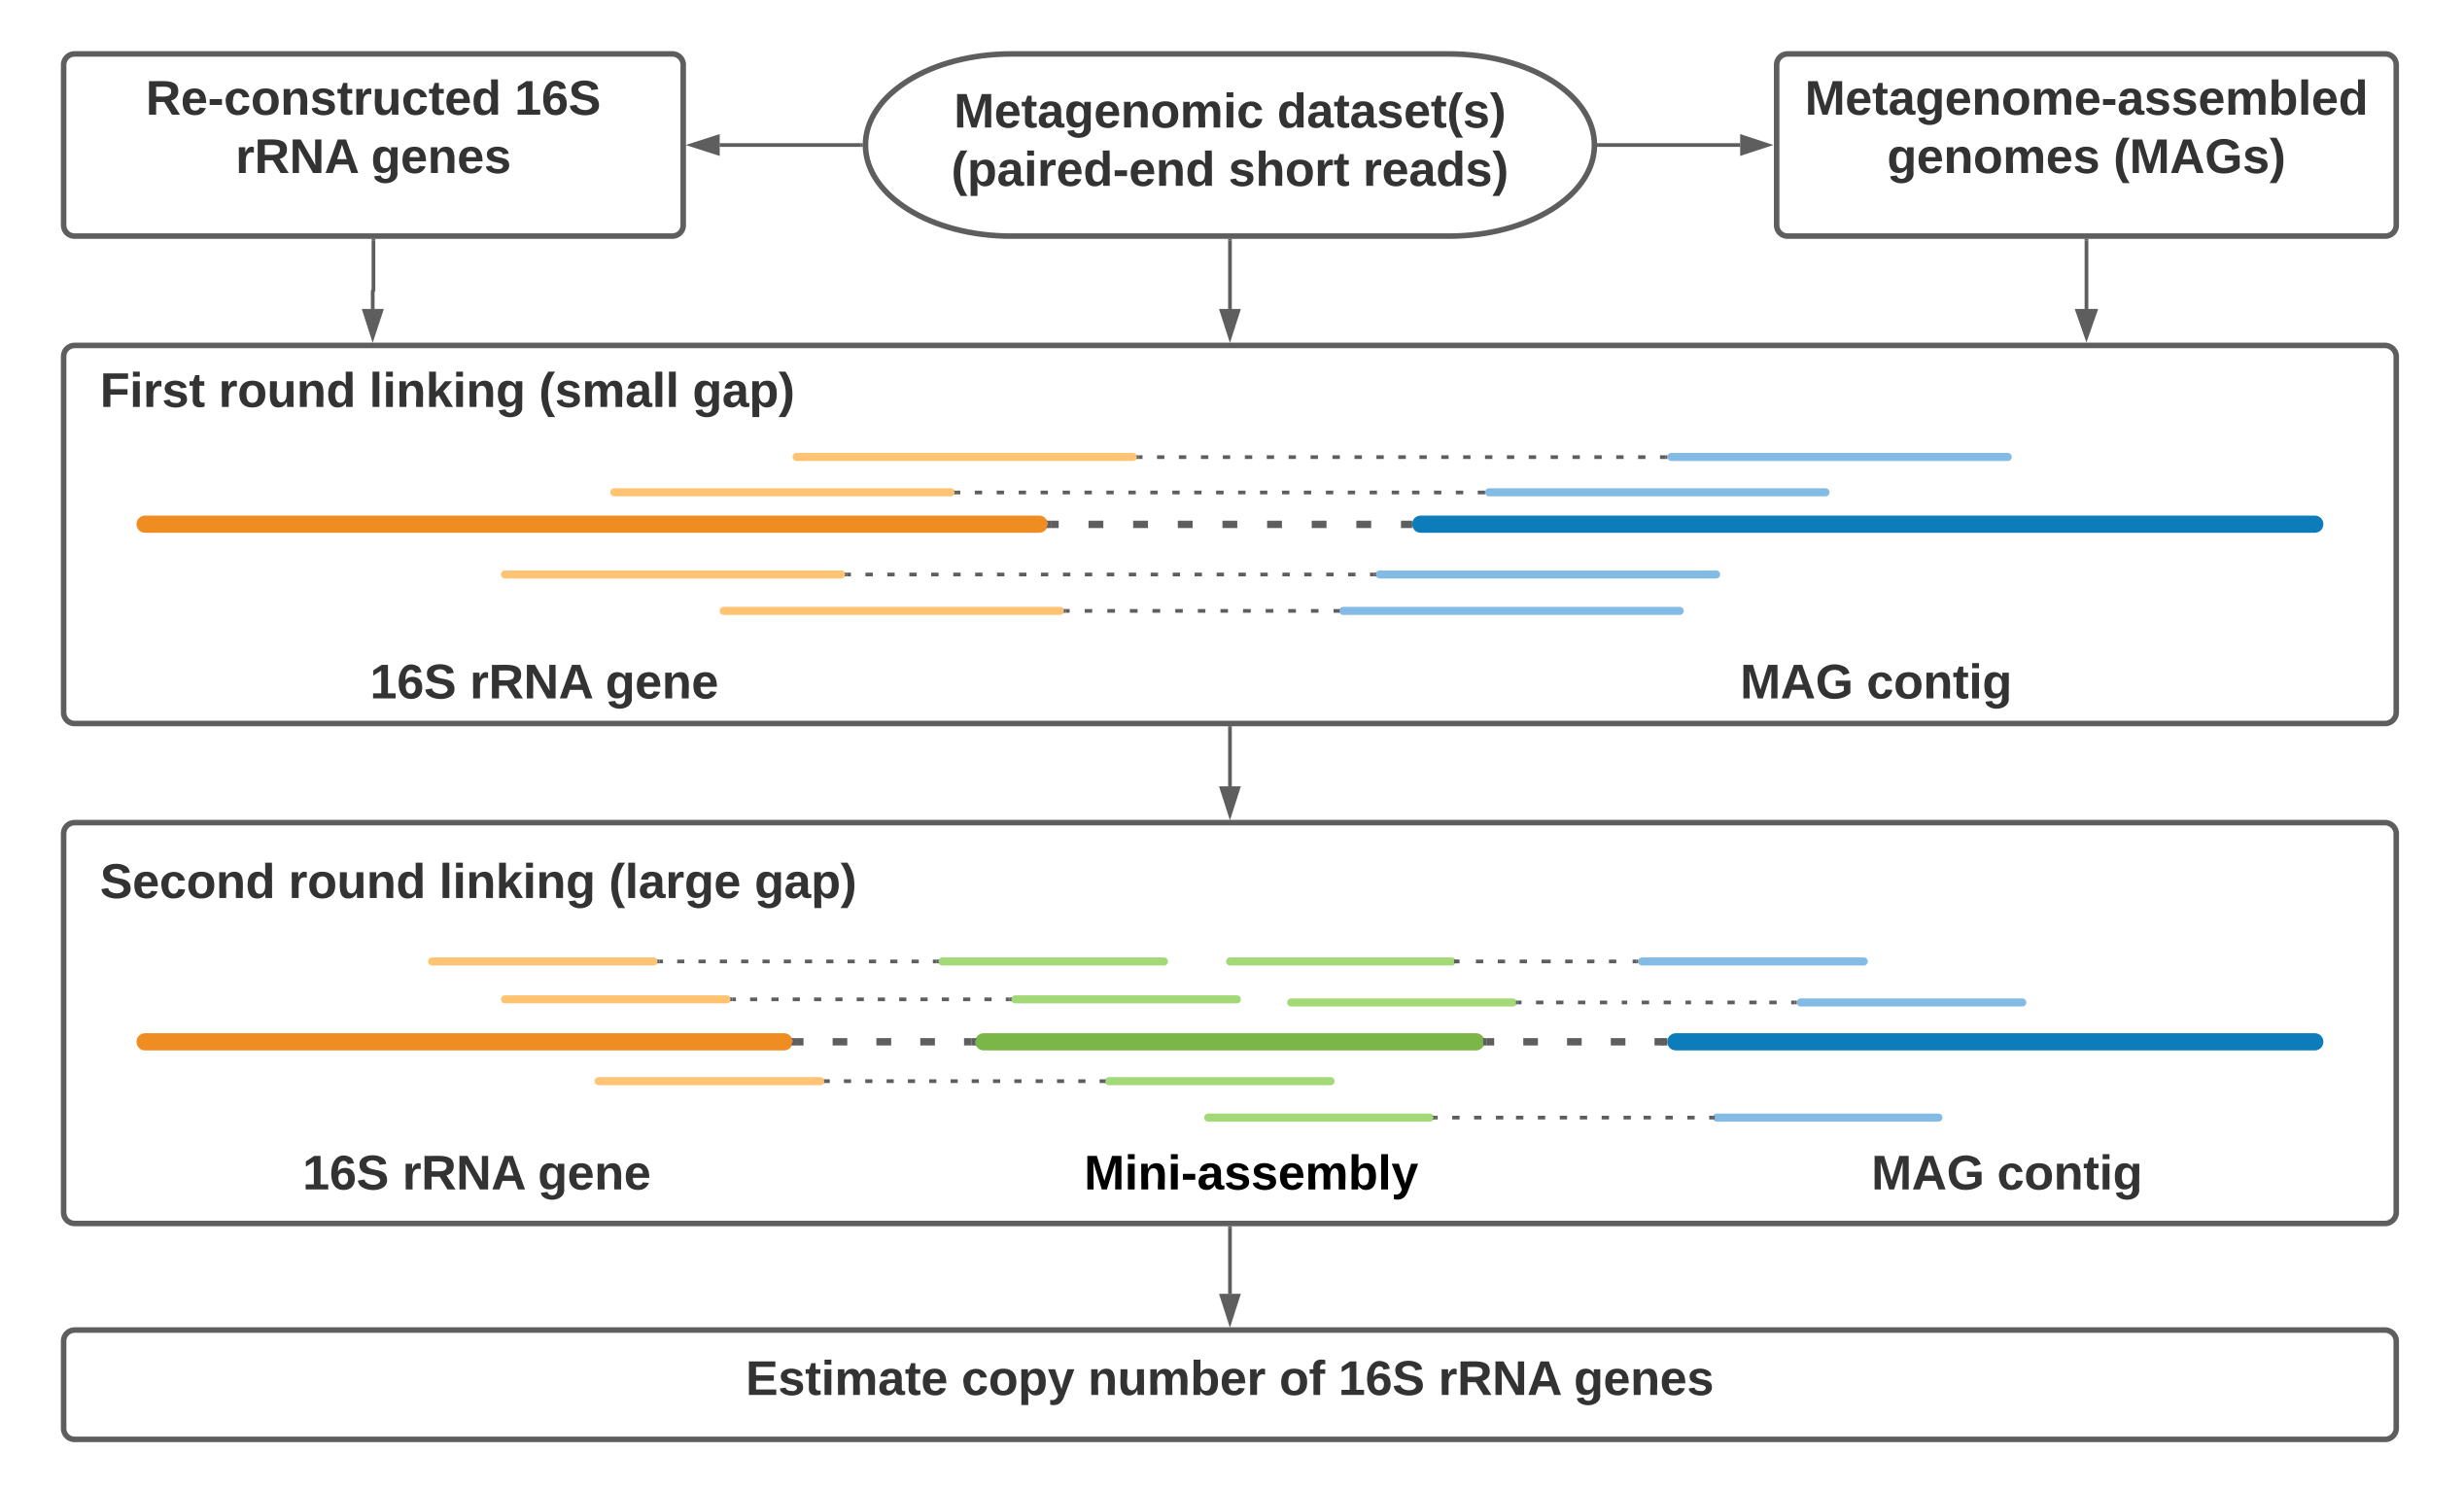 Re-constructed 16S
rRNA genes
Metagenomic dataset(s)
(paired-end short reads)
Metagenome-assembled
genomes (MAGs)
First round linking (small gap)
16S rRNA gene
MAG contig
Second round linking (large gap)
16S rRNA gene
Mini-assembly
MAG contig
Estimate copy number of 16S rRNA genes